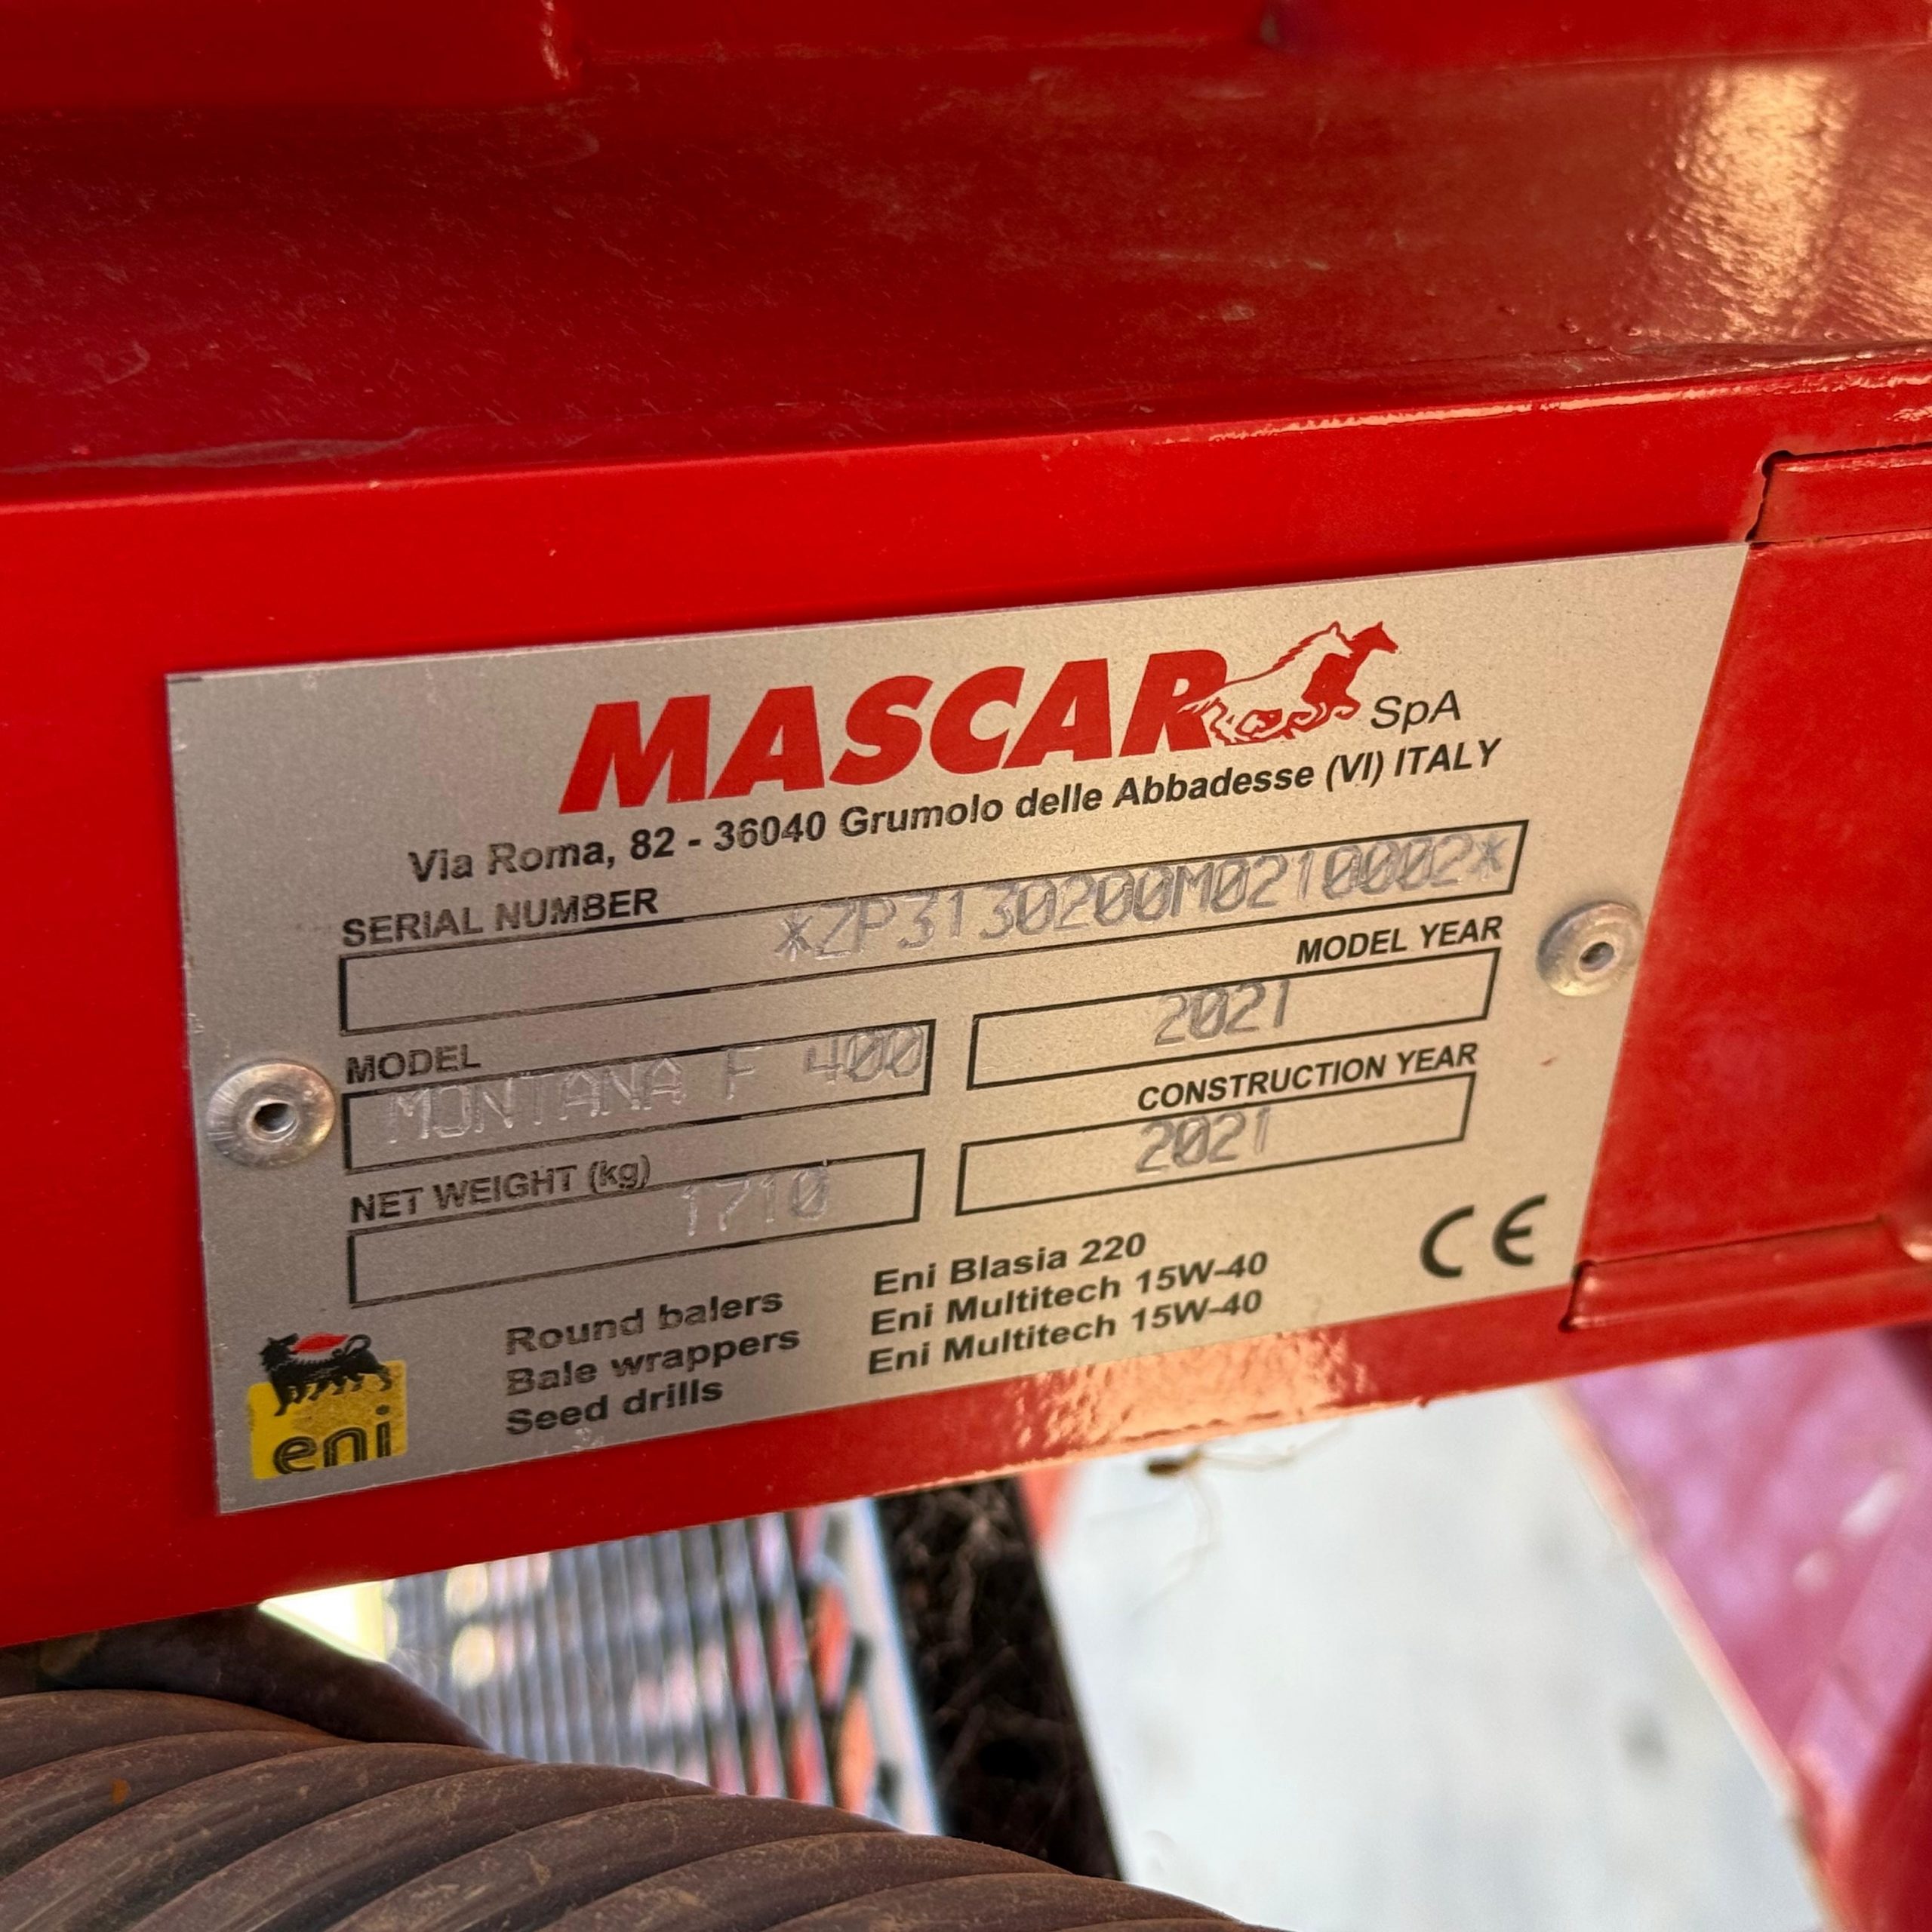 MASCAR SpA
Via Roma, 82 - 36040 Grumolo delle Abbadesse (VI) ITALY
SERIAL NUMBER
*ZP3130200M0210002*
MODEL
MONTANA F 400
MODEL YEAR
2021
NET WEIGHT (kg)
1710
CONSTRUCTION YEAR
2021
Round balers Eni Blasia 220
Bale wrappers Eni Multitech 15W-40
Seed drills Eni Multitech 15W-40
CE
eni